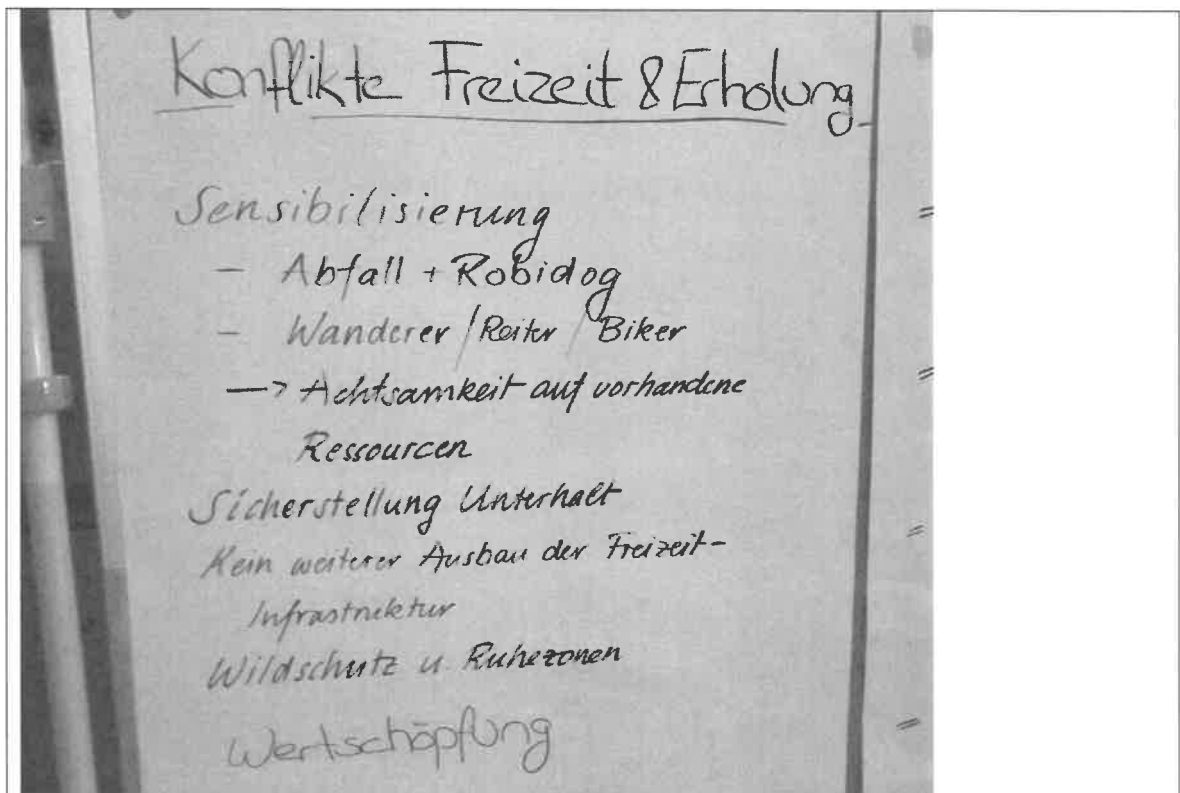 Konflikte Freizeit & Erholung
Sensibilisierung
- Abfall + Robidog
- Wanderer / Reiter / Biker
-> Achtsamkeit auf vorhandene
Ressourcen
Sicherstellung Unterhalt
Kein weiterer Ausbau der Freizeit-
Infrastruktur
Wildschutz u Ruhezonen
Wertschöpfung